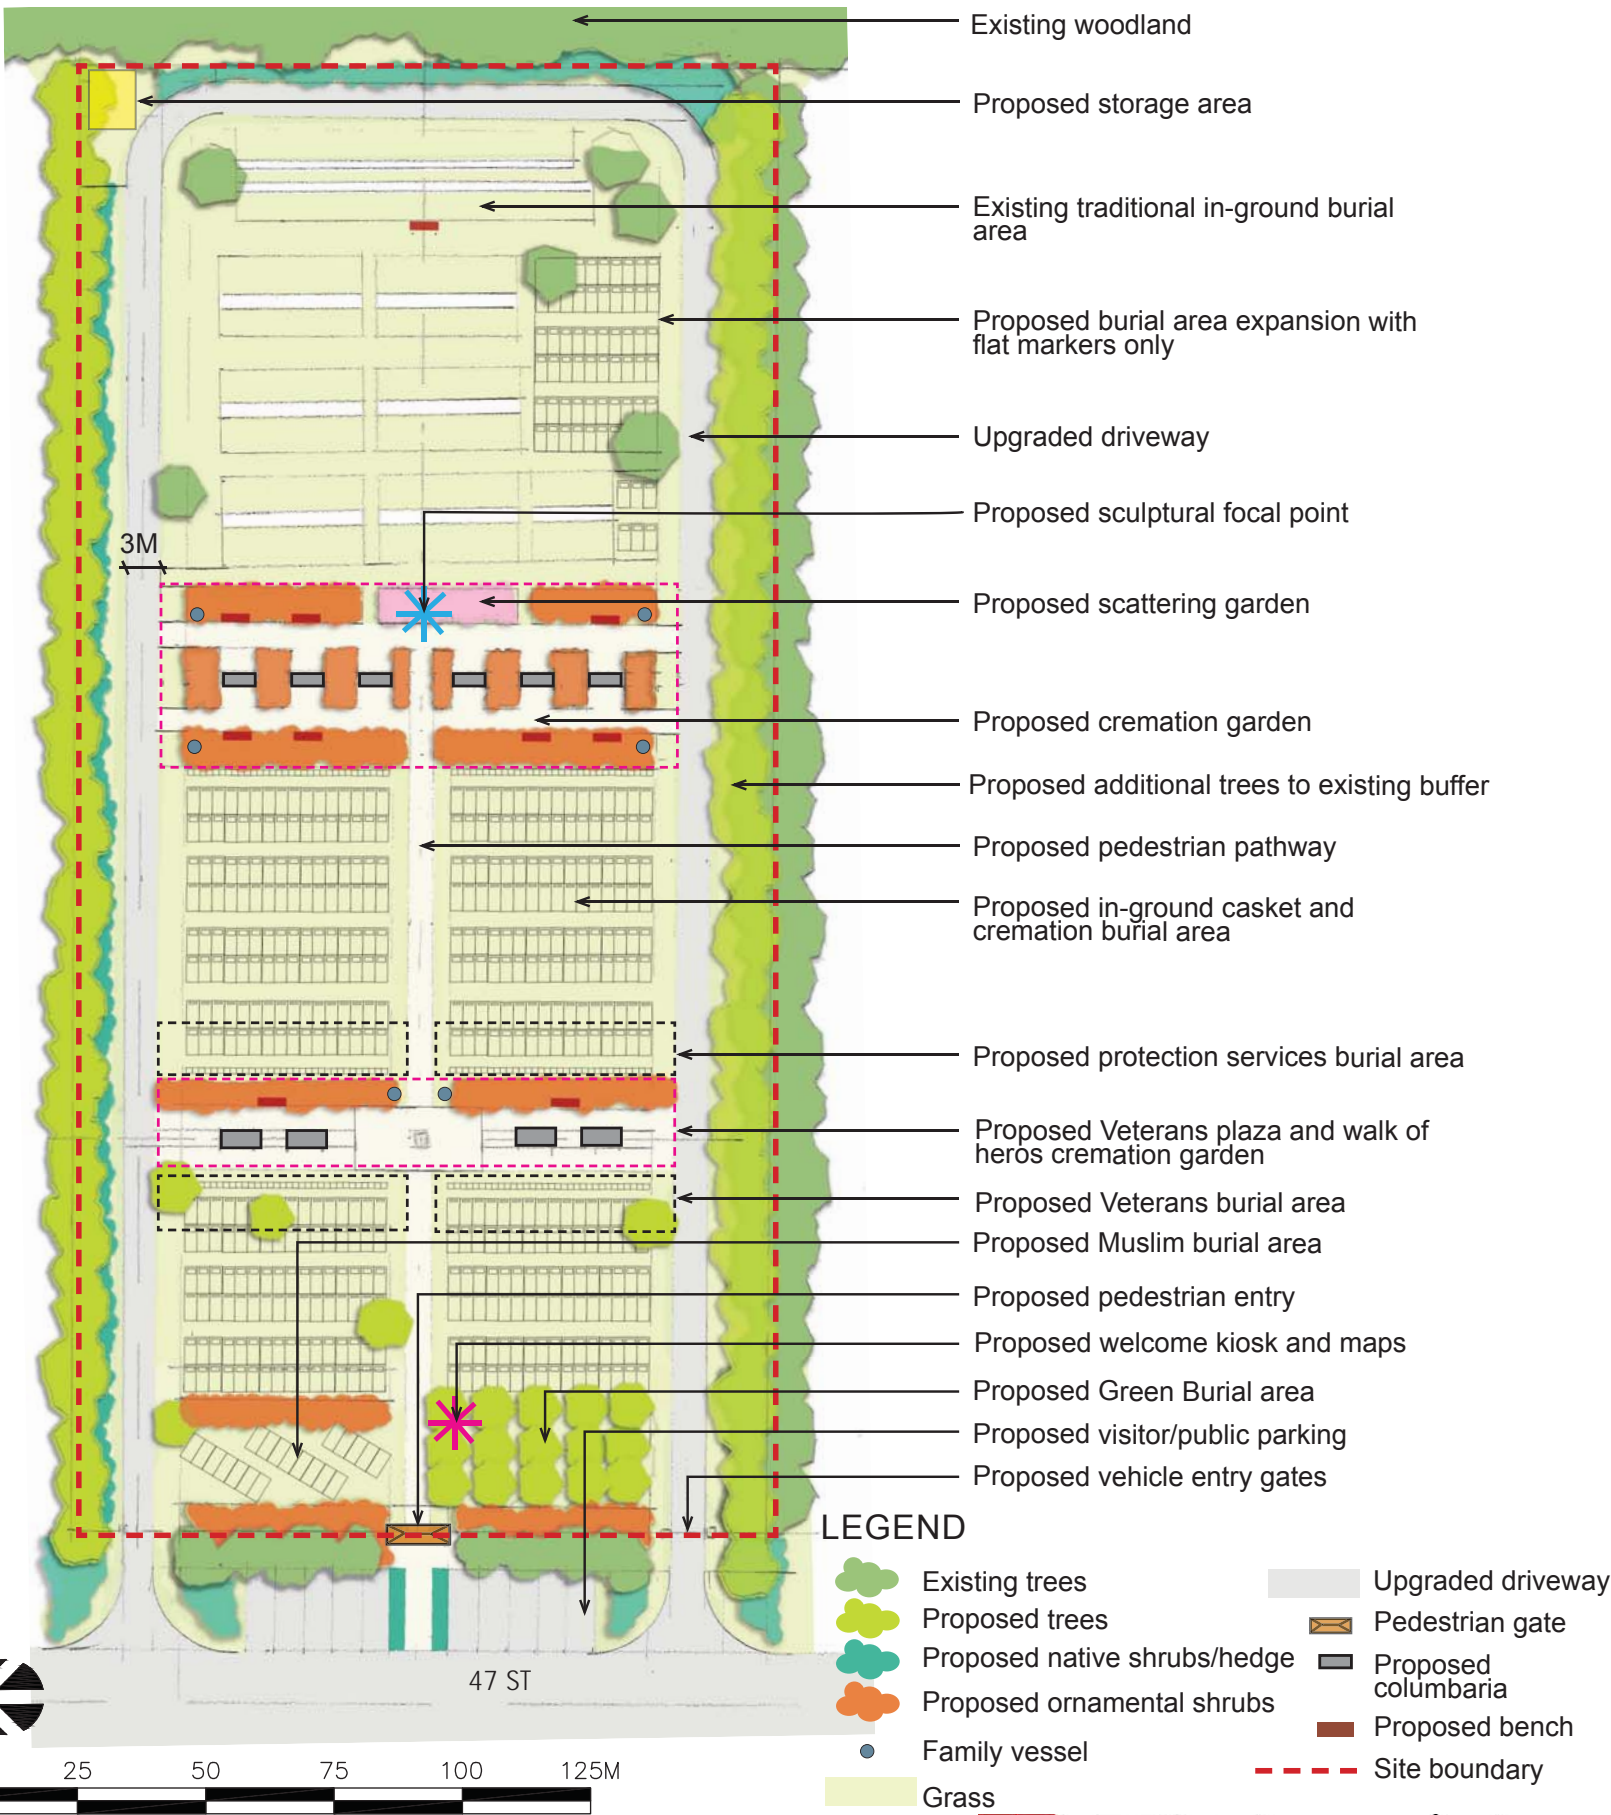 Existing woodland
Proposed storage area
Existing traditional in-ground burial
area
Proposed burial area expansion with
flat markers only
Upgraded driveway
Proposed sculptural focal point
3M
Proposed scattering garden
Proposed cremation garden
Proposed additional trees to existing buffer
Proposed pedestrian pathway
Proposed in-ground casket and
cremation burial area
Proposed protection services burial area
Proposed Veterans plaza and walk of
heros cremation garden
Proposed Veterans burial area
Proposed Muslim burial area
Proposed pedestrian entry
Proposed welcome kiosk and maps
Proposed Green Burial area
Proposed visitor/public parking
Proposed vehicle entry gates
LEGEND
Existing trees
Proposed trees
Proposed native shrubs/hedge
Proposed ornamental shrubs
Family vessel
Grass
Upgraded driveway
Pedestrian gate
Proposed
columbaria
Proposed bench
Site boundary
47 ST
25 50 75 100 125M